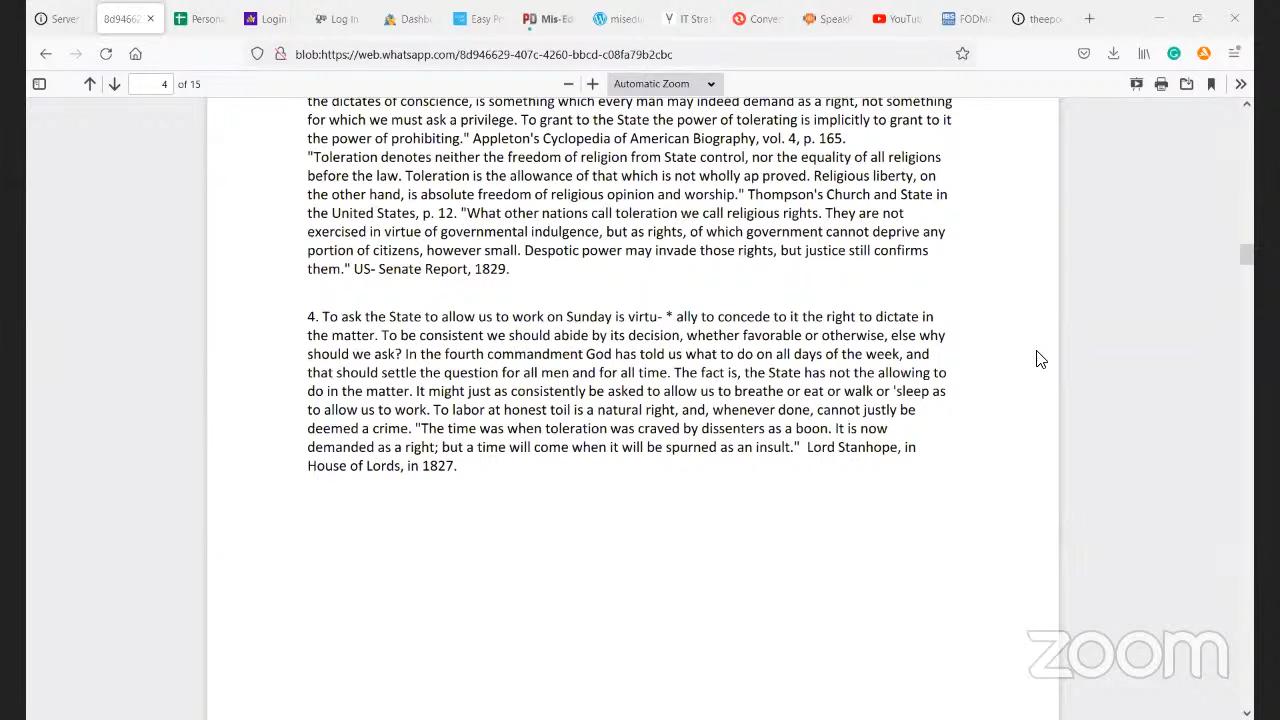 Server
8d94662
Persona
Login
Log In
Dashbo
Easy Pr
Mis-Ed
misedu
IT Strat
Conver
Speakp
YouTu
FODM
theepo
blob:https://web.whatsapp.com/8d946629-407c-4260-bbcd-c08fa79b2cbc
4 of 15
Automatic Zoom
the dictates of conscience, is something which every man may indeed demand as a right, not something
for which we must ask a privilege. To grant to the State the power of tolerating is implicitly to grant to it
the power of prohibiting." Appleton's Cyclopedia of American Biography, vol. 4, p. 165.
"Toleration denotes neither the freedom of religion from State control, nor the equality of all religions
before the law. Toleration is the allowance of that which is not wholly ap proved. Religious liberty, on
the other hand, is absolute freedom of religious opinion and worship." Thompson's Church and State in
the United States, p. 12. "What other nations call toleration we call religious rights. They are not
exercised in virtue of governmental indulgence, but as rights, of which government cannot deprive any
portion of citizens, however small. Despotic power may invade those rights, but justice still confirms
them." US- Senate Report, 1829.
4. To ask the State to allow us to work on Sunday is virtu- * ally to concede to it the right to dictate in
the matter. To be consistent we should abide by its decision, whether favorable or otherwise, else why
should we ask? In the fourth commandment God has told us what to do on all days of the week, and
that should settle the question for all men and for all time. The fact is, the State has not the allowing to
do in the matter. It might just as consistently be asked to allow us to breathe or eat or walk or 'sleep as
to allow us to work. To labor at honest toil is a natural right, and, whenever done, cannot justly be
deemed a crime. "The time was when toleration was craved by dissenters as a boon. It is now
demanded as a right; but a time will come when it will be spurned as an insult."  Lord Stanhope, in
House of Lords, in 1827.
zoom